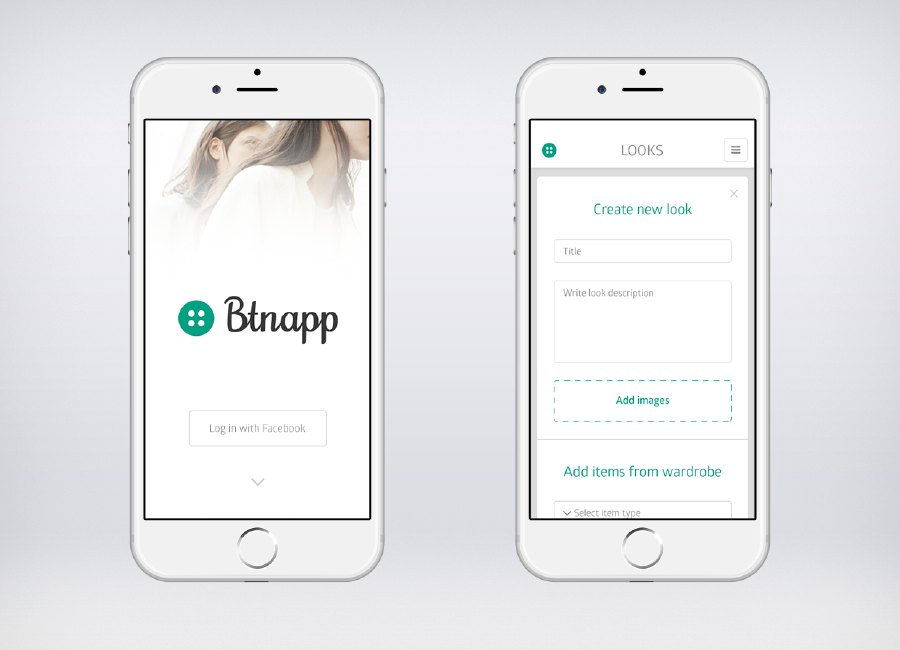 Btnapp
Log in with Facebook
LOOKS
Create new look
Title
Write look description
Add images
Add items from wardrobe
Select item type